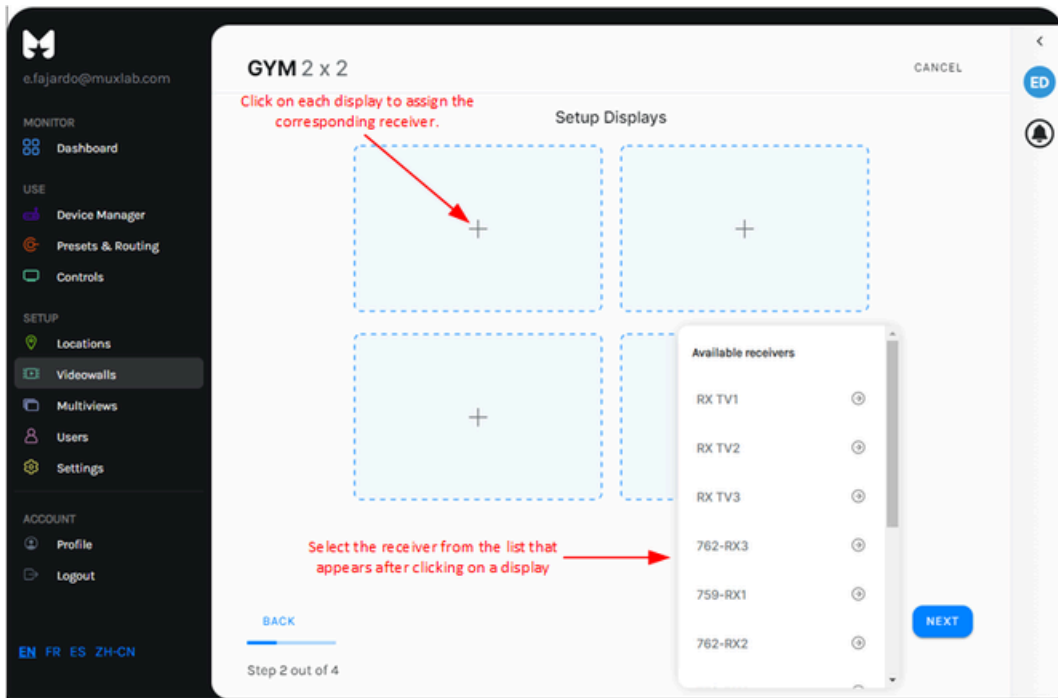 e.fajardo@muxlab.com
MONITOR
Dashboard
USE
Device Manager
Presets & Routing
Controls
SETUP
Locations
Videowalls
Multiviews
Users
Settings
ACCOUNT
Profile
Logout
EN FR ES ZH-CN
GYM 2 x 2
CANCEL
Click on each display to assign the
corresponding receiver.
Setup Displays
Available receivers
RX TV1
RX TV2
RX TV3
762-RX3
759-RX1
762-RX2
Select the receiver from the list that
appears after clicking on a display
BACK
Step 2 out of 4
NEXT
ED